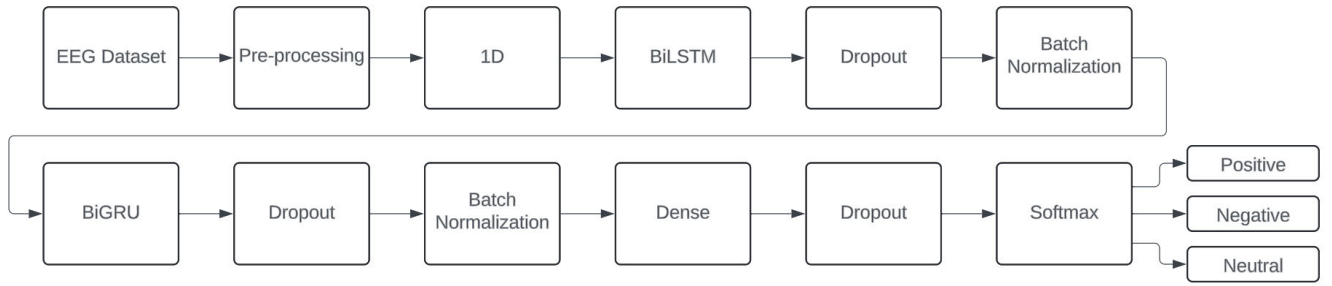 EEG Dataset
Pre-processing
1D
BiLSTM
Dropout
Batch
Normalization
BiGRU
Dropout
Batch
Normalization
Dense
Dropout
Softmax
Positive
Negative
Neutral